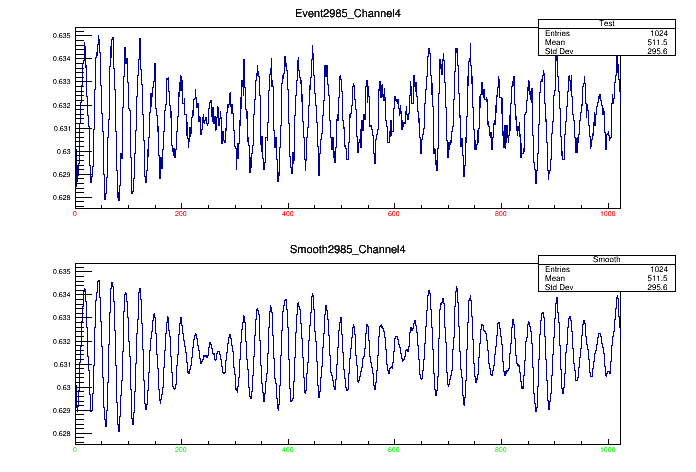 Event2985_Channel4
Test
Entries 1024
Mean 511.5
Std Dev 295.6
0.635
0.634
0.633
0.632
0.631
0.63
0.629
0.628
0 200 400 600 800 1000
Smooth2985_Channel4
Smooth
Entries 1024
Mean 511.5
Std Dev 295.6
0.635
0.634
0.633
0.632
0.631
0.63
0.629
0.628
0 200 400 600 800 1000